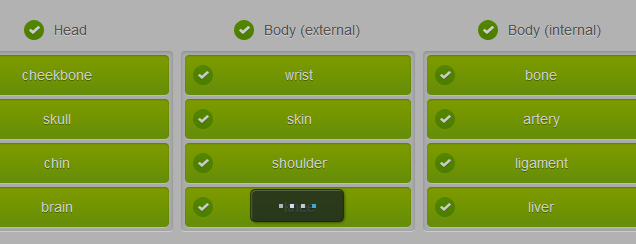 Head Body (external) Body (internal)
cheekbone wrist bone
skull skin artery
chin shoulder ligament
brain liver